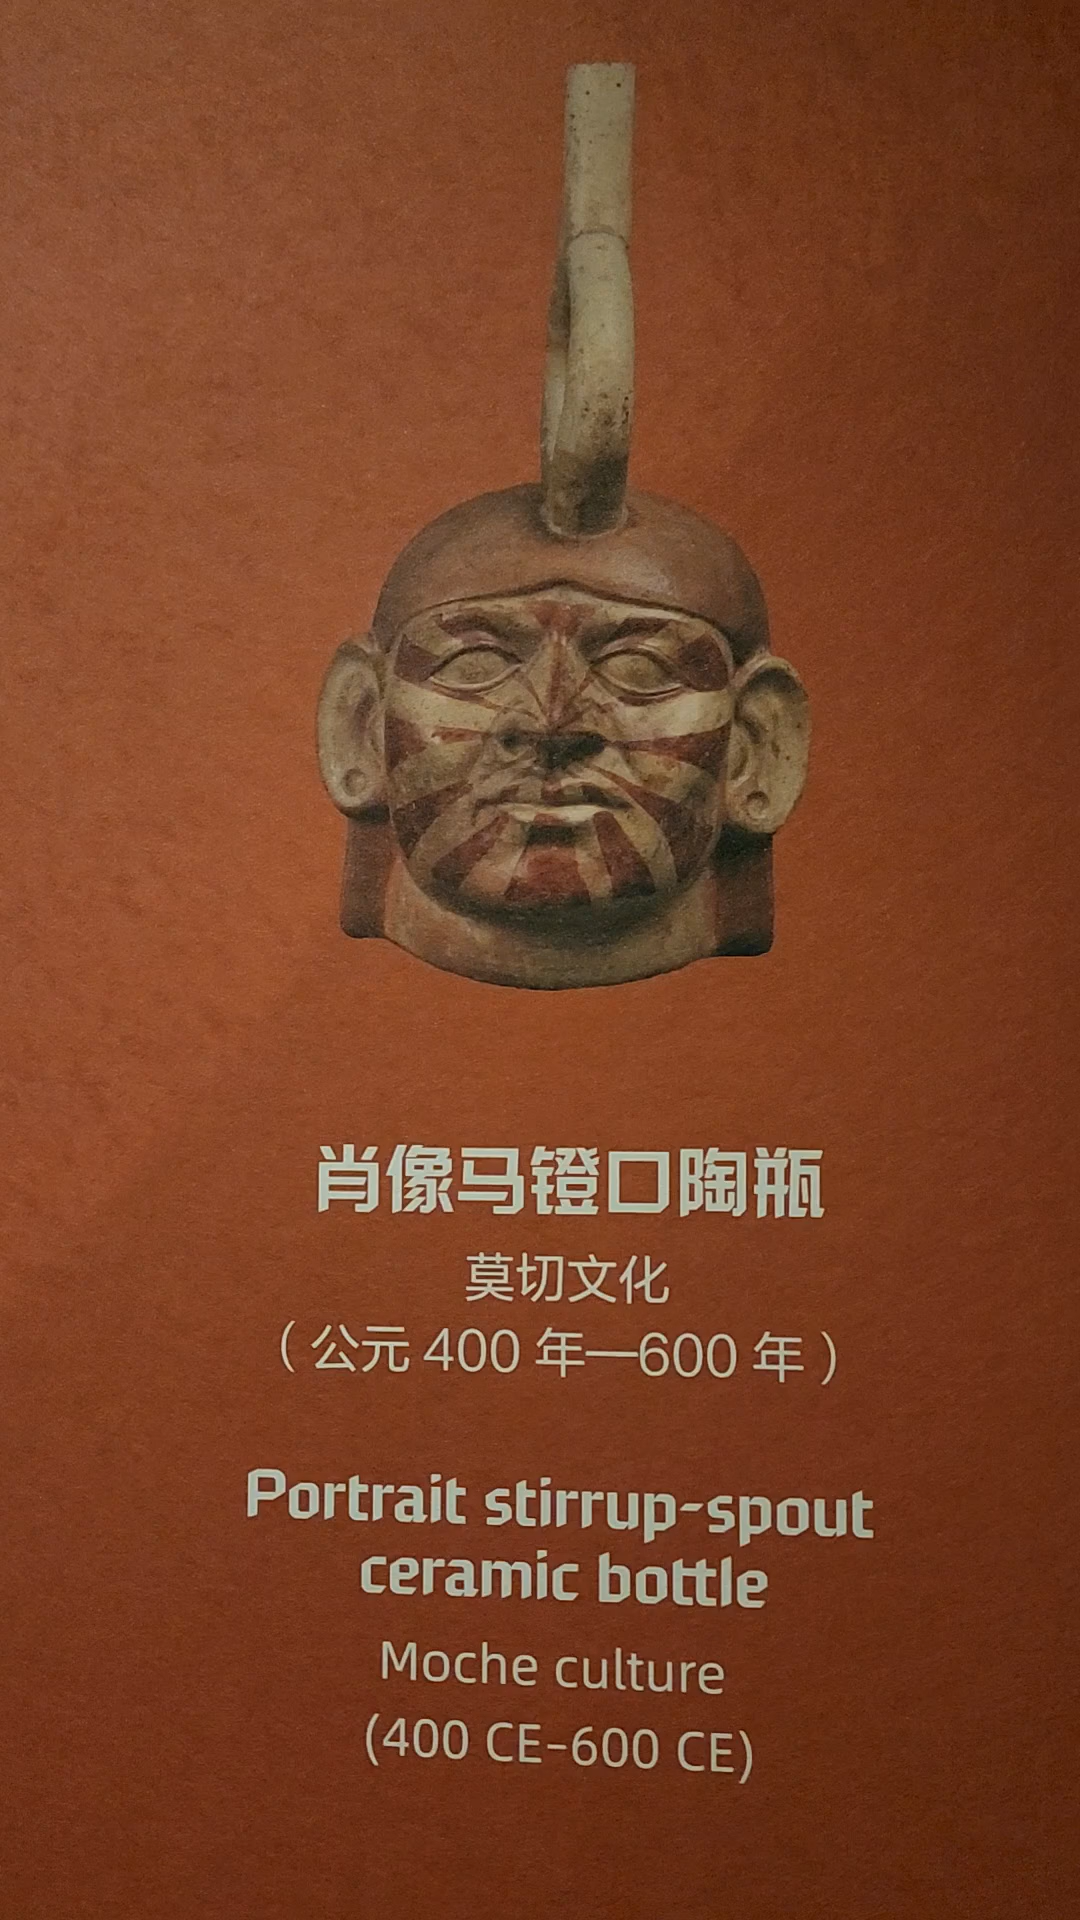 肖像马镫口陶瓶
莫切文化
（公元 400 年—600 年）
Portrait stirrup-spout
ceramic bottle
Moche culture
(400 CE-600 CE)